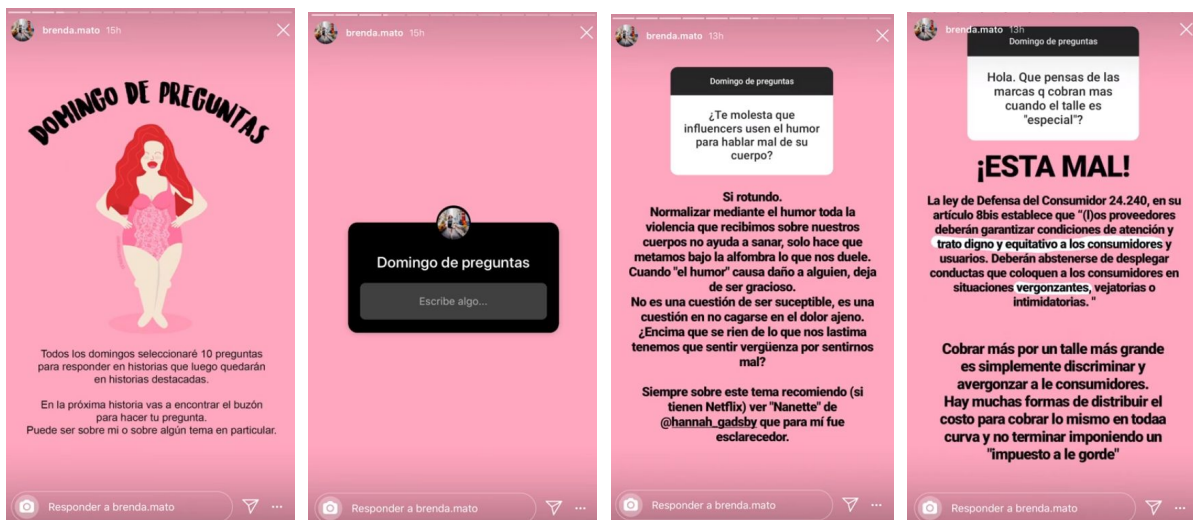 brenda.mato 15h
DOMINGO DE PREGUNTAS
Todos los domingos seleccionaré 10 preguntas
para responder en historias que luego quedarán
en historias destacadas.
En la próxima historia vas a encontrar el buzón
para hacer tu pregunta.
Puede ser sobre mi o sobre algún tema en particular.
Responder a brenda.mato
brenda.mato 15h
Domingo de preguntas
Escribe algo...
Responder a brenda.mato
brenda.mato 13h
Domingo de preguntas
¿Te molesta que
influencers usen el humor
para hablar mal de su
cuerpo?
Si rotundo.
Normalizar mediante el humor toda la
violencia que recibimos sobre nuestros
cuerpos no ayuda a sanar, solo hace que
metamos bajo la alfombra lo que nos duele.
Cuando "el humor" causa daño a alguien, deja
de ser gracioso.
No es una cuestión de ser suceptible, es una
cuestión en no cagarse en el dolor ajeno.
¿Encima que se rien de lo que nos lastima
tenemos que sentir vergüenza por sentirnos
mal?
Siempre sobre este tema recomiendo (si
tienen Netflix) ver "Nanette" de
@hannah_gadsby que para mí fue
esclarecedor.
Responder a brenda.mato
brenda.mato 13h
Domingo de preguntas
Hola. Que pensas de las
marcas q cobran mas
cuando el talle es
"especial"?
¡ESTA MAL!
La ley de Defensa del Consumidor 24.240, en su
artículo 8bis establece que “(l)os proveedores
deberán garantizar condiciones de atención y
trato digno y equitativo a los consumidores y
usuarios. Deberán abstenerse de desplegar
conductas que coloquen a los consumidores en
situaciones vergonzantes, vejatorias o
intimidatorias. "
Cobrar más por un talle más grande
es simplemente discriminar y
avergonzar a le consumidores.
Hay muchas formas de distribuir el
costo para cobrar lo mismo en todaa
curva y no terminar imponiendo un
"impuesto a le gorde"
Responder a brenda.mato